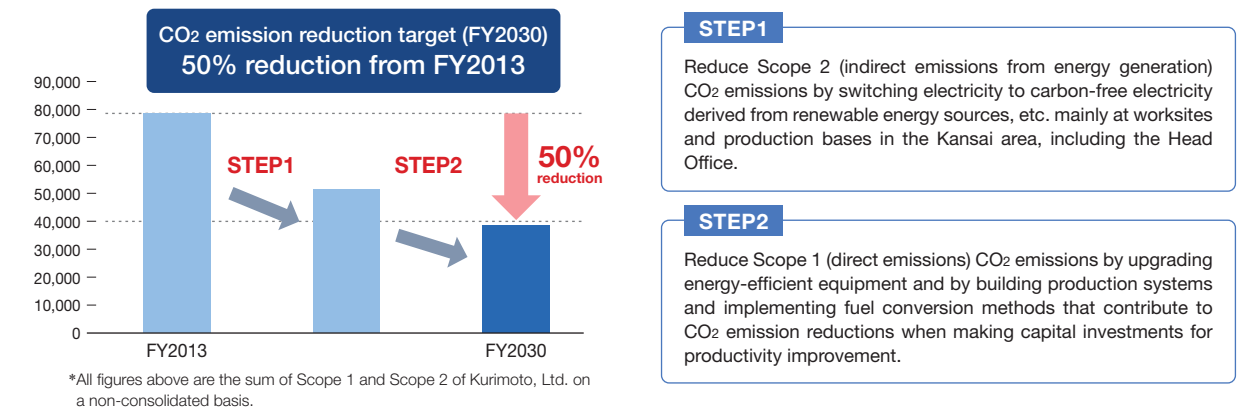 CO2 emission reduction target (FY2030)
50% reduction from FY2013
90,000
80,000
70,000
60,000
50,000
40,000
30,000
20,000
10,000
0
STEP1
STEP2
50%
reduction
FY2013
FY2030
*All figures above are the sum of Scope 1 and Scope 2 of Kurimoto, Ltd. on
a non-consolidated basis.
STEP1
Reduce Scope 2 (indirect emissions from energy generation)
CO2 emissions by switching electricity to carbon-free electricity
derived from renewable energy sources, etc. mainly at worksites
and production bases in the Kansai area, including the Head
Office.
STEP2
Reduce Scope 1 (direct emissions) CO2 emissions by upgrading
energy-efficient equipment and by building production systems
and implementing fuel conversion methods that contribute to
CO2 emission reductions when making capital investments for
productivity improvement.